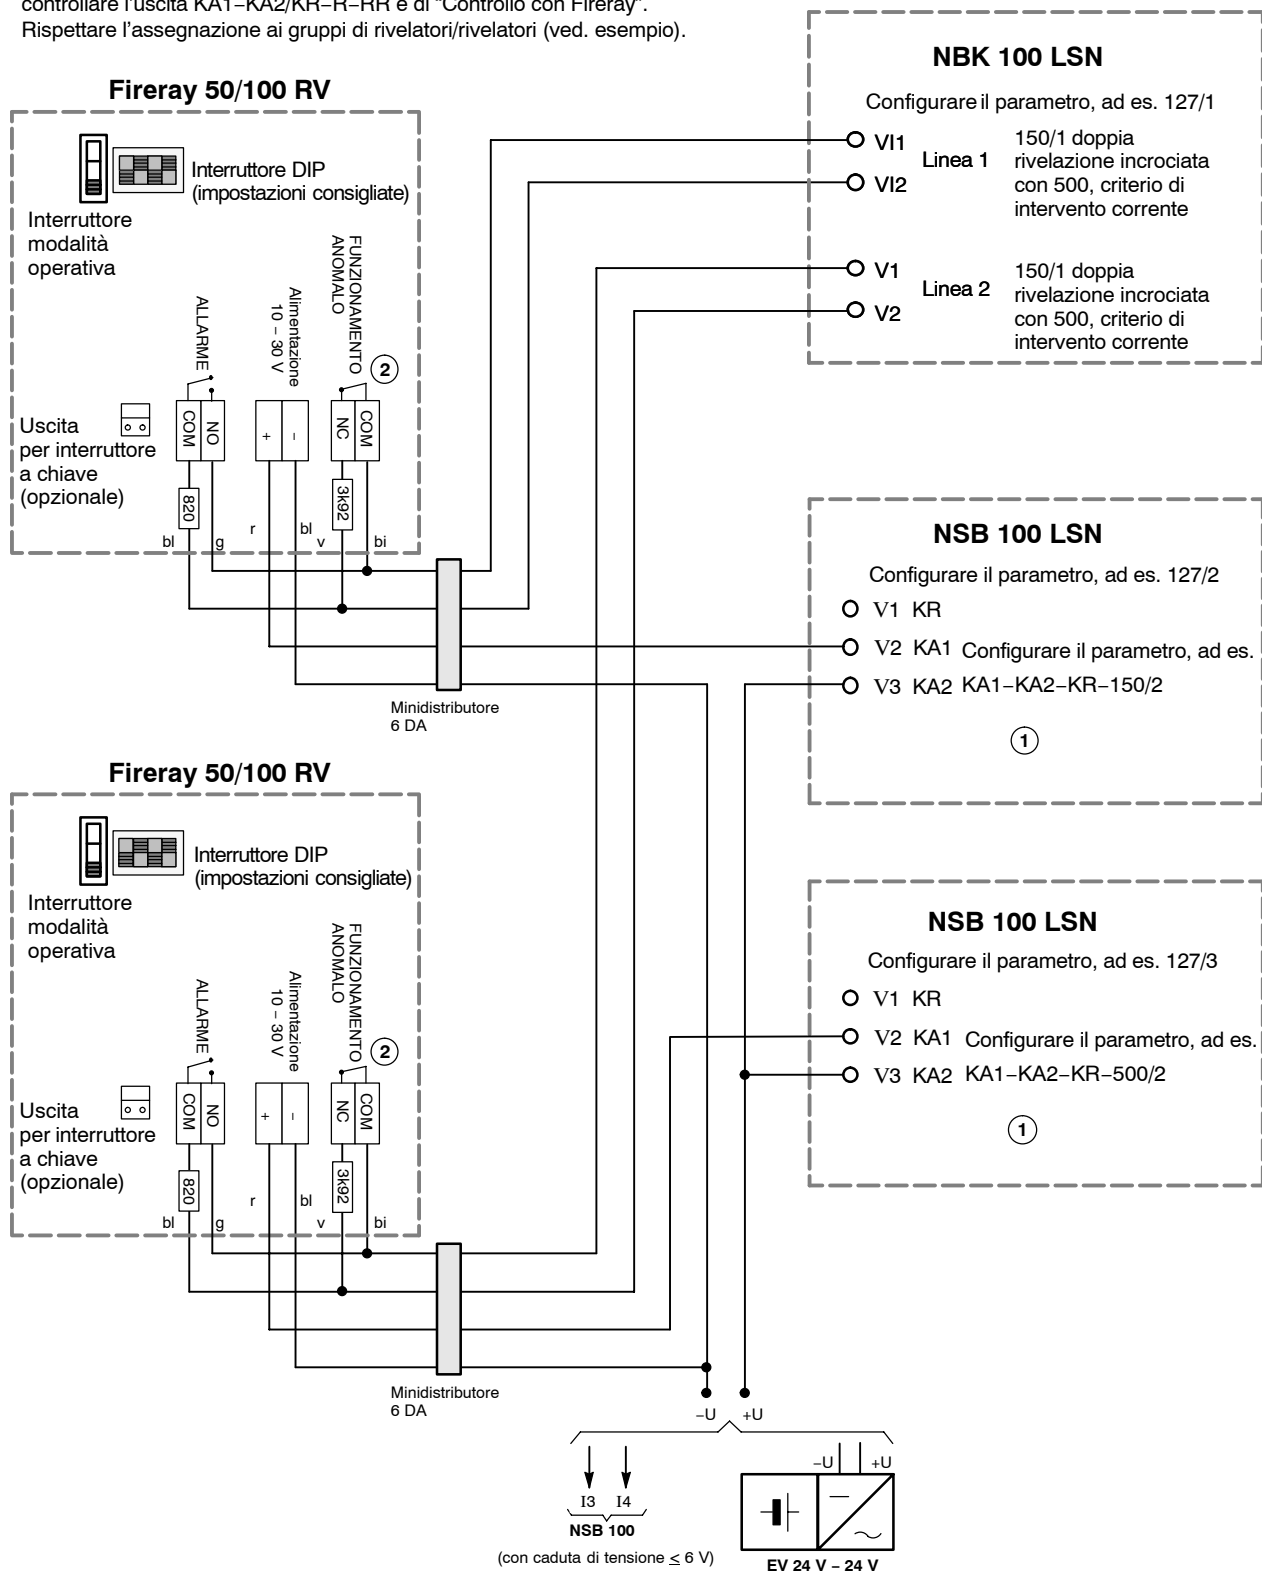 controllare l'uscita KA1–KA2/KR–R–RR e di "Controllo con Fireray".
Rispettare l'assegnazione ai gruppi di rivelatori/rivelatori (ved. esempio).
Fireray 50/100 RV
Interruttore DIP
(impostazioni consigliate)
Interruttore
modalità
operativa
ALLARME
Alimentazione
10 – 30 V
FUNZIONAMENTO
ANOMALO
2
Uscita
per interruttore
a chiave
(opzionale)
COM
NO
+
–
NC
COM
820
3k92
bl
g
r
bl
v
bi
Minidistributore
6 DA
NBK 100 LSN
Configurare il parametro, ad es. 127/1
VI1
VI2
Linea 1
150/1 doppia
rivelazione incrociata
con 500, criterio di
intervento corrente
V1
V2
Linea 2
150/1 doppia
rivelazione incrociata
con 500, criterio di
intervento corrente
NSB 100 LSN
Configurare il parametro, ad es. 127/2
V1 KR
V2 KA1 Configurare il parametro, ad es.
V3 KA2 KA1–KA2–KR–150/2
1
Fireray 50/100 RV
Interruttore DIP
(impostazioni consigliate)
Interruttore
modalità
operativa
ALLARME
Alimentazione
10 – 30 V
FUNZIONAMENTO
ANOMALO
2
Uscita
per interruttore
a chiave
(opzionale)
COM
NO
+
–
NC
COM
820
3k92
bl
g
r
bl
v
bi
Minidistributore
6 DA
NSB 100 LSN
Configurare il parametro, ad es. 127/3
V1 KR
V2 KA1 Configurare il parametro, ad es.
V3 KA2 KA1–KA2–KR–500/2
1
–U +U
I3 I4
NSB 100
(con caduta di tensione ≤ 6 V)
–U +U
EV 24 V – 24 V